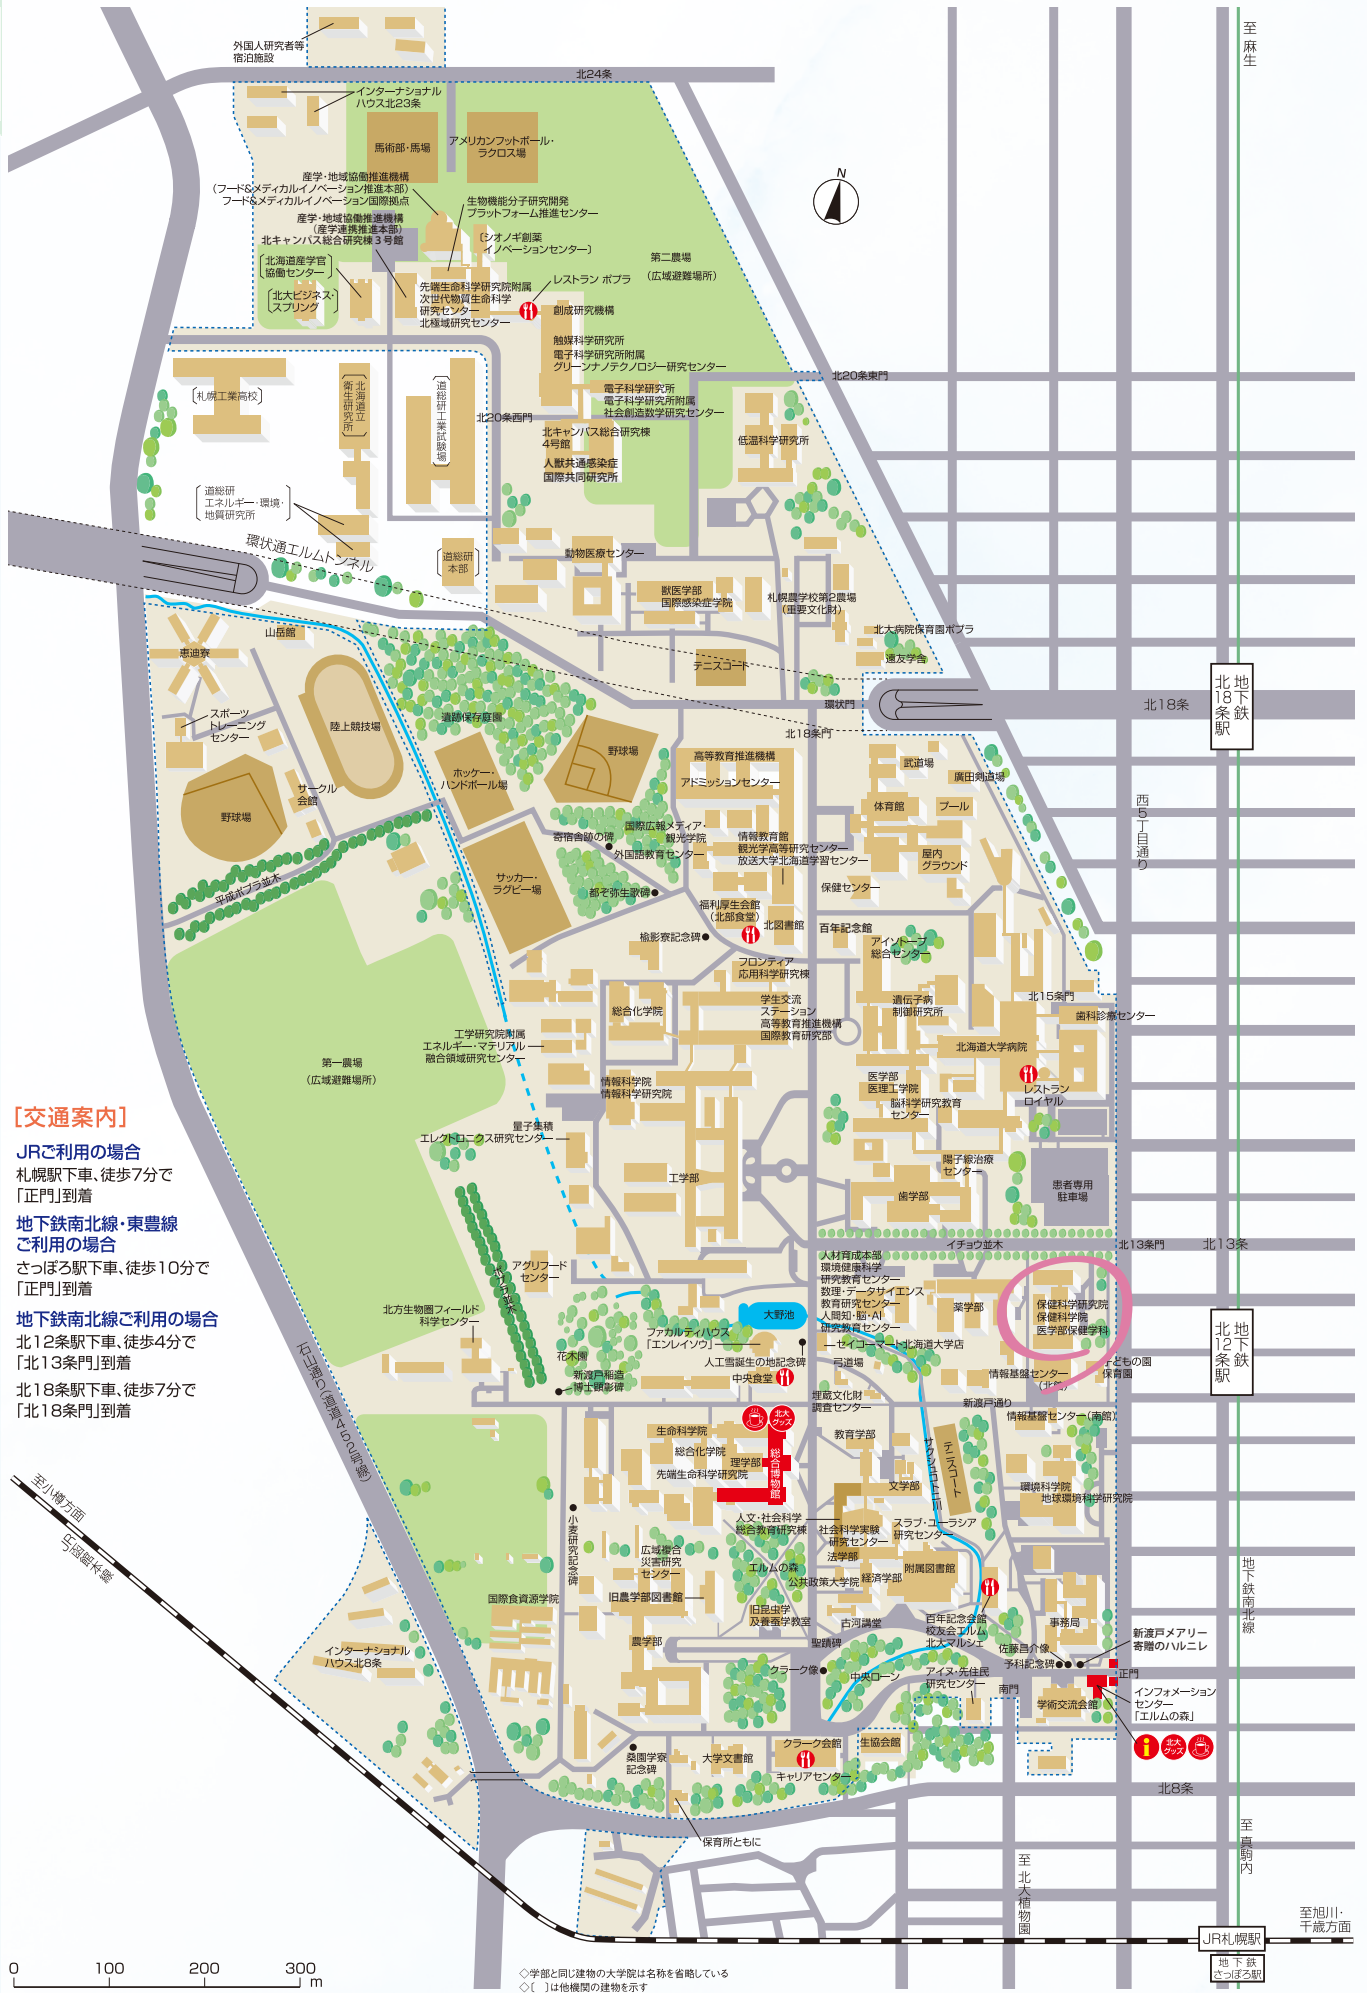 至 麻生
外国人研究者等
宿泊施設
北24条
インターナショナル
ハウス北23条
馬術部・馬場
アメリカンフットボール・
ラクロス場
N
産学・地域協働推進機構
(フード&メディカルイノベーション推進本部)
フード&メディカルイノベーション国際拠点
生物機能分子研究開発
プラットフォーム推進センター
産学・地域協働推進機構
(産学連携推進本部)
北キャンパス総合研究棟3号館
〔シオノギ創薬
イノベーションセンター〕
第二農場
(広域避難場所)
北海道産学官
協働センター
北大ビジネス・
スプリング
先端生命科学研究院附属
次世代物質生命科学
研究センター
北極域研究センター
レストラン ポプラ
創成研究機構
触媒科学研究所
電子科学研究所附属
グリーンナノテクノロジー研究センター
北20条東門
札幌工業高校
北海道立
衛生研究所
道総研工業試験場
電子科学研究所
電子科学研究所附属
社会創造数学研究センター
北20条西門
北キャンパス総合研究棟
4号館
低温科学研究所
人獣共通感染症
国際共同研究所
道総研
エネルギー・環境・
地質研究所
環状通エルムトンネル
道総研
本部
動物医療センター
獣医学部
国際感染症学院
札幌農学校第2農場
(重要文化財)
山岳館
恵迪寮
北大病院保育園ポプラ
遠友学舎
テニスコート
地下鉄
北18条駅
スポーツ
トレーニング
センター
陸上競技場
遺跡保存庭園
環状門
北18条
北18条門
野球場
高等教育推進機構
アドミッションセンター
武道場
廣田剣道場
ホッケー・
ハンドボール場
サークル
会館
野球場
体育館
プール
西5丁目通り
国際広報メディア・
観光学院
寄宿舎跡の碑
外国語教育センター
情報教育館
観光学高等研究センター
放送大学北海道学習センター
屋内
グラウンド
平成ポプラ並木
サッカー・
ラグビー場
都ぞ弥生歌碑
保健センター
福利厚生会館
(北部食堂)
北図書館
百年記念館
楡影寮記念碑
アイソトープ
総合センター
フロンティア
応用科学研究棟
総合化学院
学生交流
ステーション
高等教育推進機構
国際教育研究部
遺伝子病
制御研究所
北15条門
歯科診療センター
工学研究院附属
エネルギー・マテリアル
融合領域研究センター
北海道大学病院
第一農場
(広域避難場所)
情報科学院
情報科学研究院
医学部
医理工学院
レストラン
ロイヤル
脳科学研究教育
センター
[交通案内]
JRご利用の場合
札幌駅下車、徒歩7分で
「正門」到着
地下鉄南北線・東豊線
ご利用の場合
さっぽろ駅下車、徒歩10分で
「正門」到着
地下鉄南北線ご利用の場合
北12条駅下車、徒歩4分で
「北13条門」到着
北18条駅下車、徒歩7分で
「北18条門」到着
量子集積
エレクトロニクス研究センター
工学部
陽子線治療
センター
歯学部
患者専用
駐車場
イチョウ並木
北13条門
北13条
アグリフード
センター
ポプラ並木
人材育成本部
環境健康科学
研究教育センター
数理・データサイエンス
教育研究センター
人間知・脳・AI
研究教育センター
薬学部
保健科学研究院
保健科学院
医学部保健学科
北方生物圏フィールド
科学センター
大野池
ファカルティハウス
「エンレイソウ」
セイコーマート北海道大学店
地下鉄
北12条駅
花木園
人工雪誕生の地記念碑
弓道場
情報基盤センター
(北館)
子どもの園
保育園
新渡戸稲造
博士顕彰碑
中央食堂
埋蔵文化財
調査センター
新渡戸通り
情報基盤センター(南館)
北大
グッズ
石山通り(道道452号線)
生命科学院
総合化学院
理学部
先端生命科学研究院
総合博物館
教育学部
サクシュコトニ川
テニスコート
文学部
環境科学院
地球環境科学研究院
至小樽方面
JR函館本線
小麦研究記念碑
人文・社会科学
総合教育研究棟
社会科学実験
研究センター
スラブ・ユーラシア
研究センター
広域複合
災害研究
センター
エルムの森
法学部
公共政策大学院
経済学部
附属図書館
地下鉄南北線
国際食資源学院
旧農学部図書館
旧昆虫学
及養蚕学教室
古河講堂
百年記念会館
校友会エルム
北大マルシェ
事務局
インターナショナル
ハウス北8条
農学部
聖蹟碑
佐藤昌介像
予科記念碑
新渡戸メアリー
寄贈のハルニレ
クラーク像
中央ローン
アイヌ・先住民
研究センター
南門
正門
学術交流会館
インフォメーション
センター
「エルムの森」
北大
グッズ
桑園学寮
記念碑
大学文書館
クラーク会館
キャリアセンター
生協会館
北8条
保育所ともに
至 真駒内
至 北大植物園
至旭川・
千歳方面
JR札幌駅
地下鉄
さっぽろ駅
0 100 200 300
m
◇学部と同じ建物の大学院は名称を省略している
◇〔 〕は他機関の建物を示す